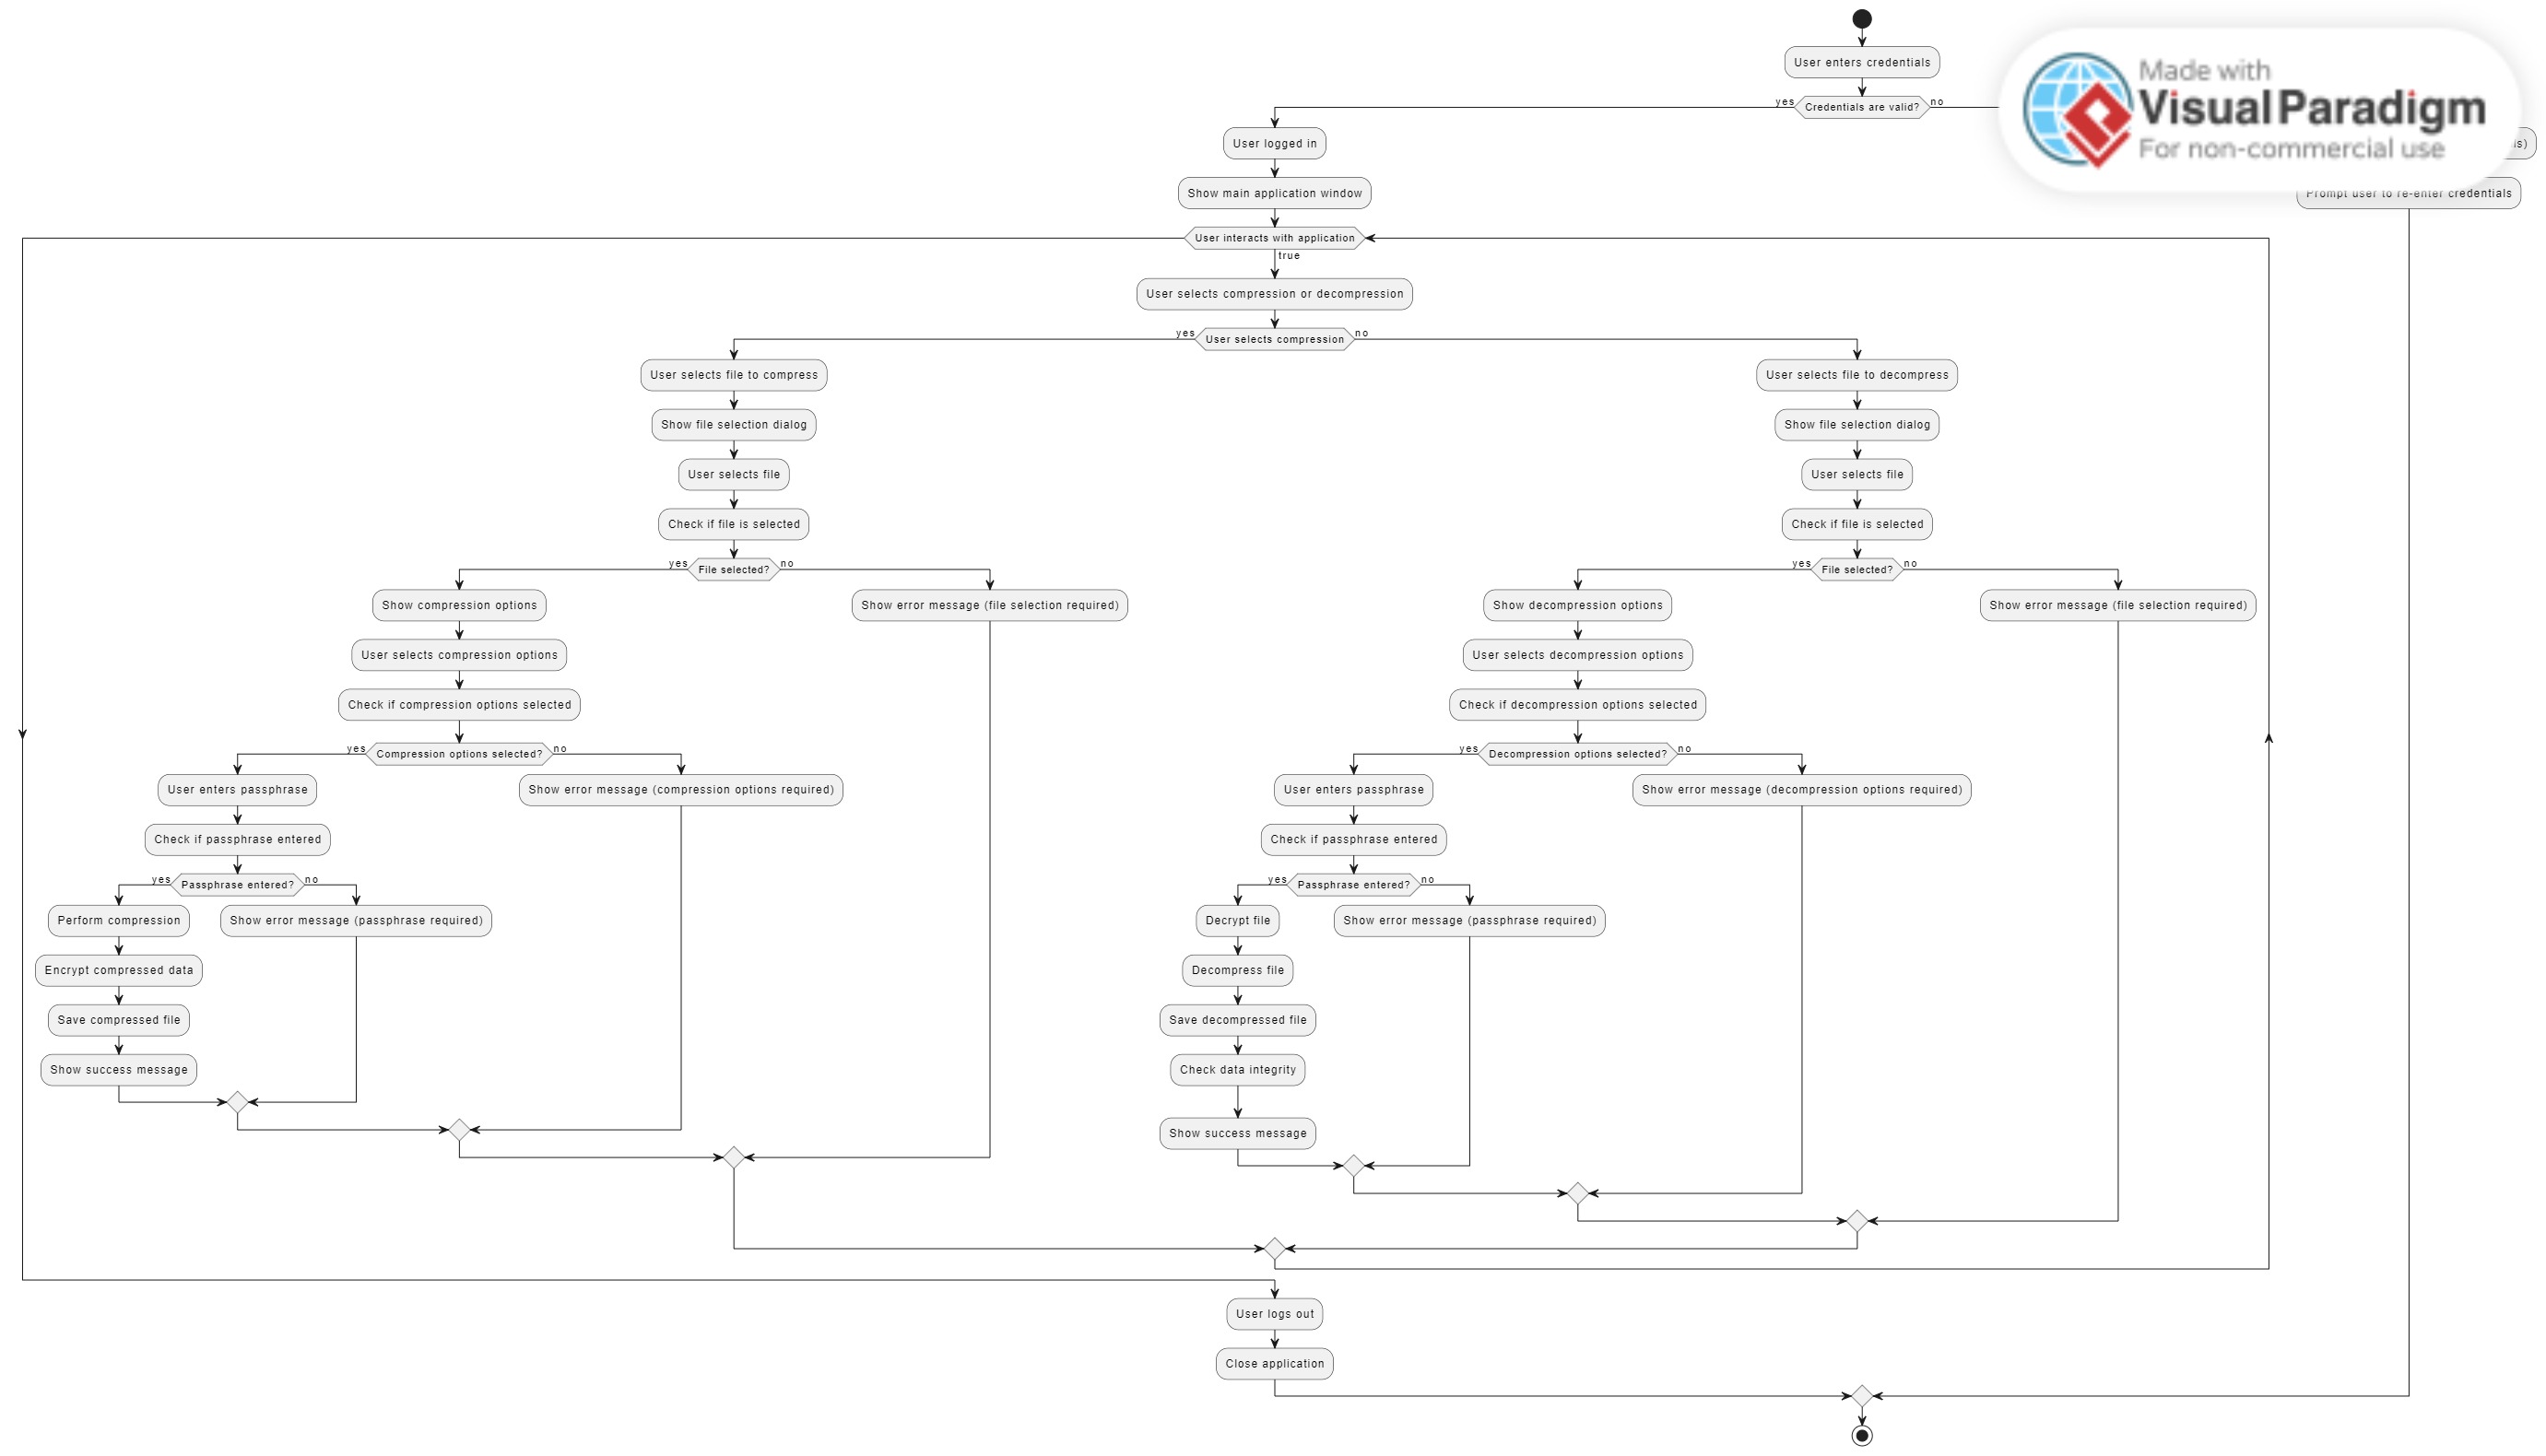 User enters credentials
yes
Credentials are valid?
no
Made with
Visual Paradigm
For non-commercial use
User logged in
is)
Show main application window
Prompt user to re-enter credentials
User interacts with application
true
User selects compression or decompression
yes
User selects compression
no
User selects file to compress
User selects file to decompress
Show file selection dialog
Show file selection dialog
User selects file
User selects file
Check if file is selected
Check if file is selected
yes
File selected?
no
yes
File selected?
no
Show compression options
Show error message (file selection required)
Show decompression options
Show error message (file selection required)
User selects compression options
User selects decompression options
Check if compression options selected
Check if decompression options selected
yes
Compression options selected?
no
yes
Decompression options selected?
no
User enters passphrase
Show error message (compression options required)
User enters passphrase
Show error message (decompression options required)
Check if passphrase entered
Check if passphrase entered
yes
Passphrase entered?
no
yes
Passphrase entered?
no
Perform compression
Show error message (passphrase required)
Decrypt file
Show error message (passphrase required)
Encrypt compressed data
Decompress file
Save compressed file
Save decompressed file
Show success message
Check data integrity
Show success message
User logs out
Close application